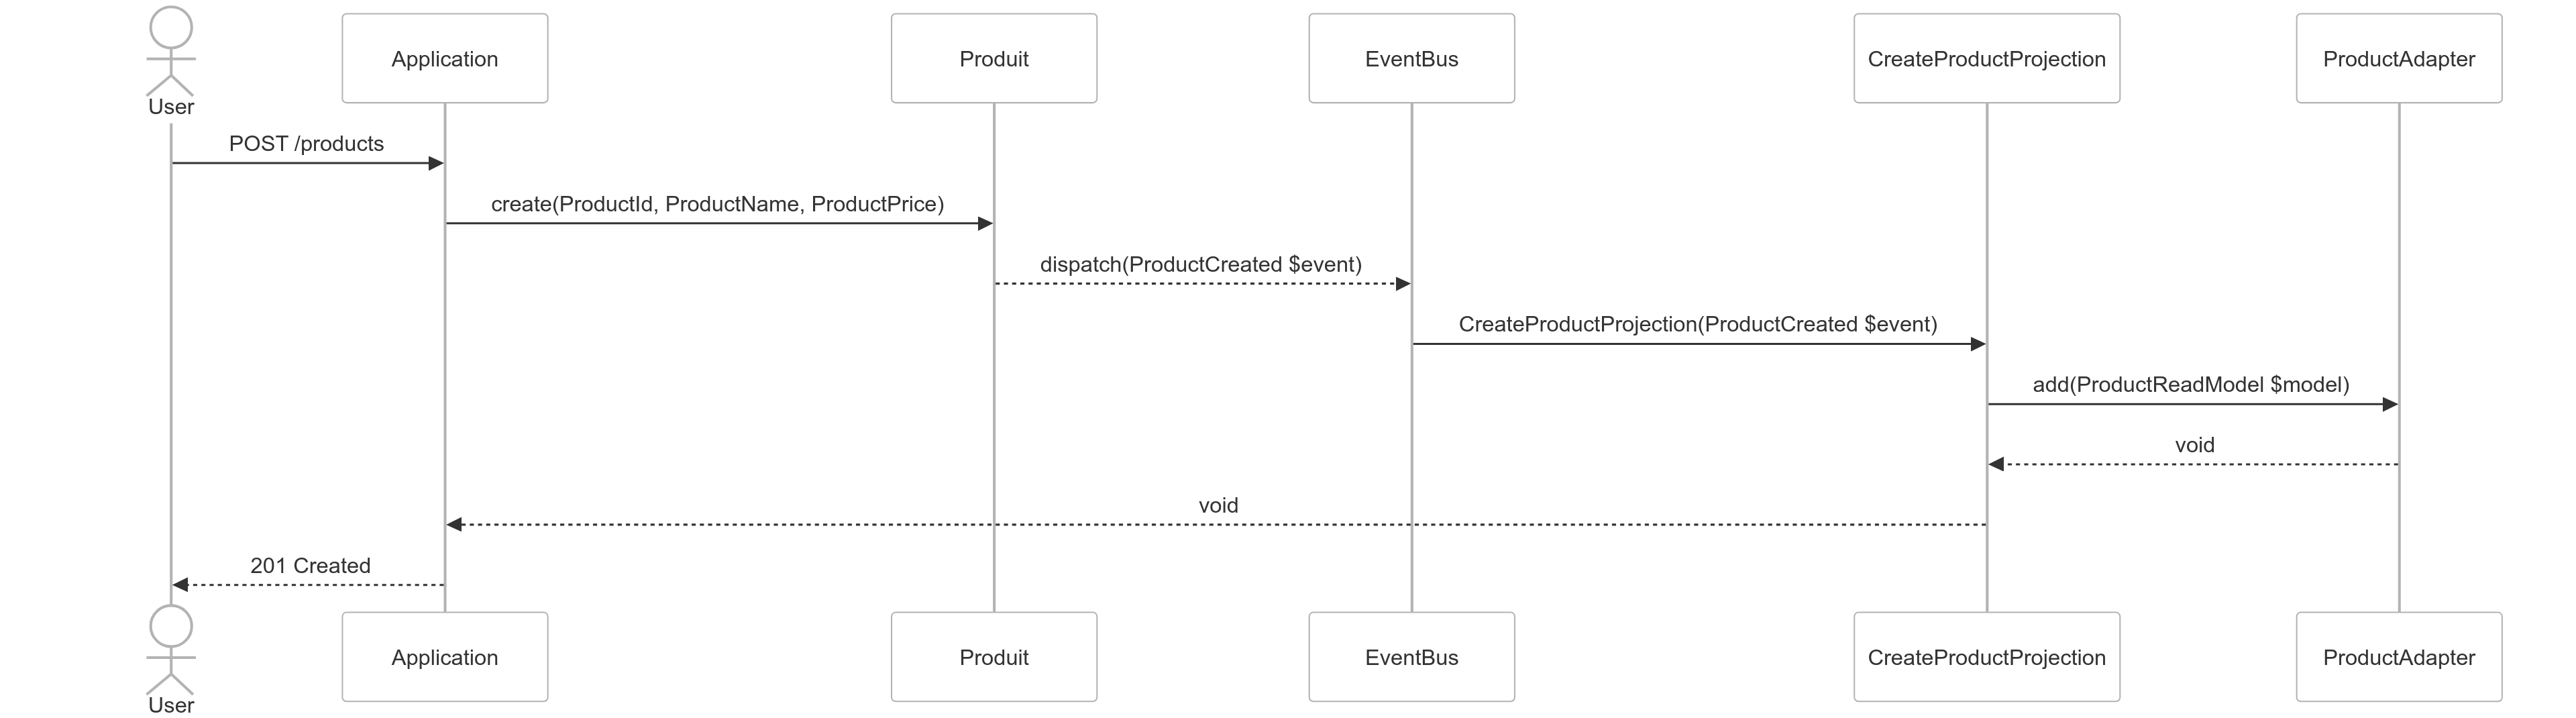 User
Application
Produit
EventBus
CreateProductProjection
ProductAdapter
POST /products
create(ProductId, ProductName, ProductPrice)
dispatch(ProductCreated $event)
CreateProductProjection(ProductCreated $event)
add(ProductReadModel $model)
void
void
201 Created
User
Application
Produit
EventBus
CreateProductProjection
ProductAdapter